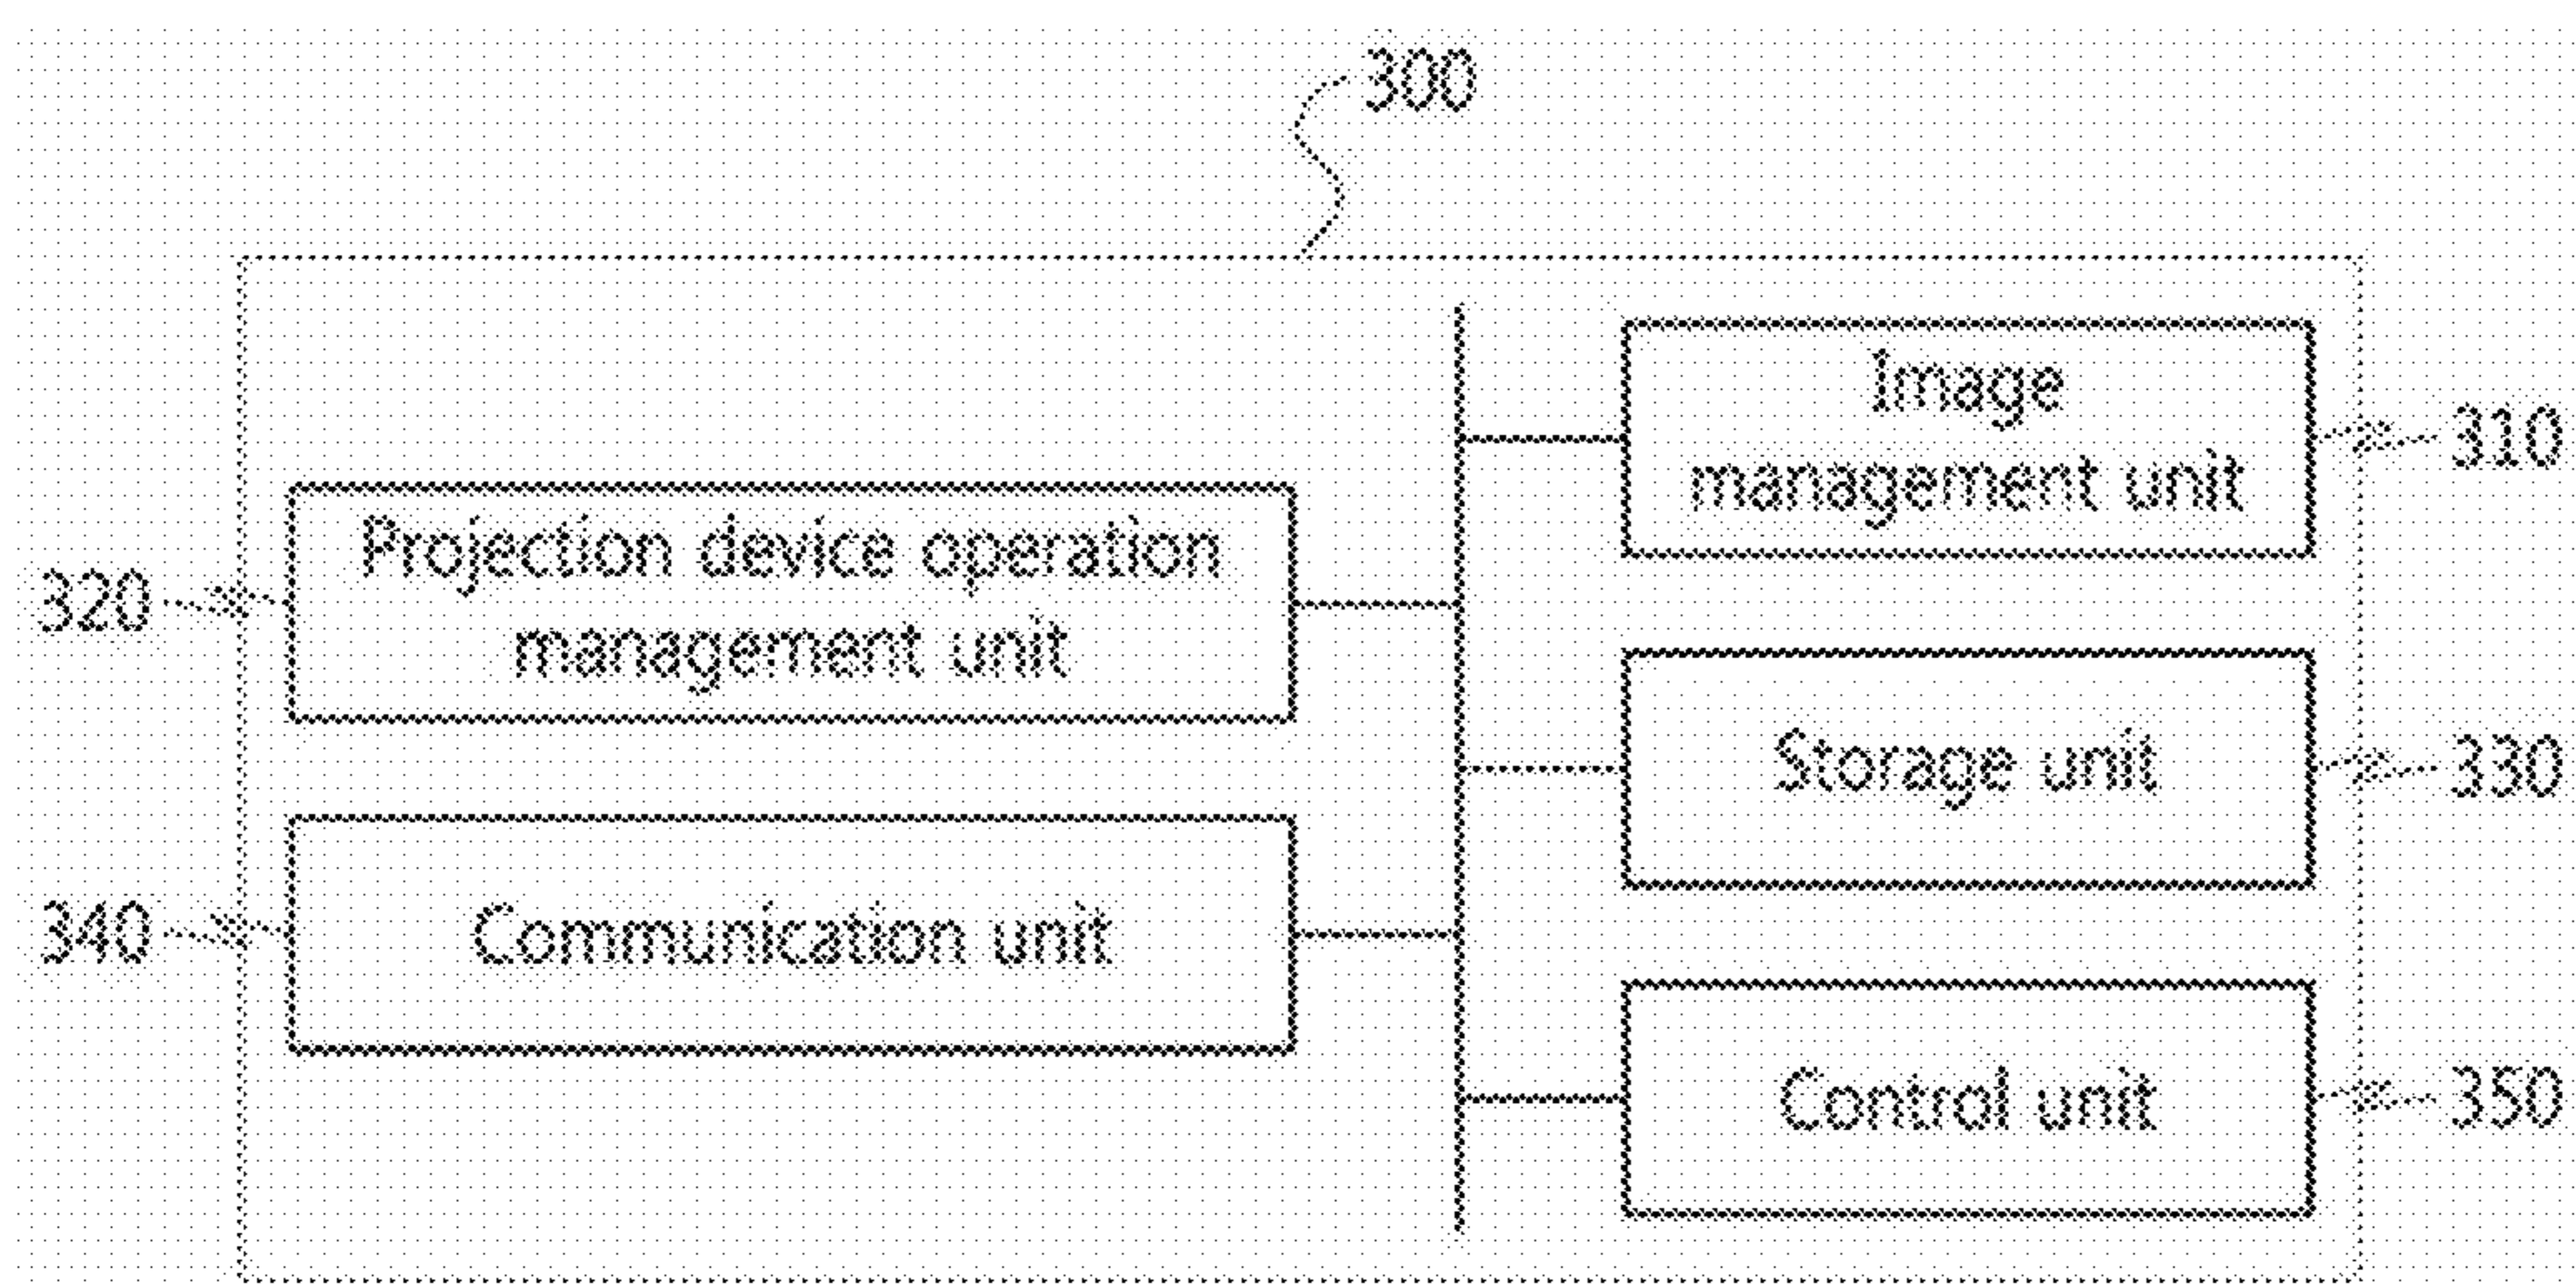 300
Image
management unit
310
Projection device operation
management unit
320
Storage unit
330
Communication unit
340
Control unit
350